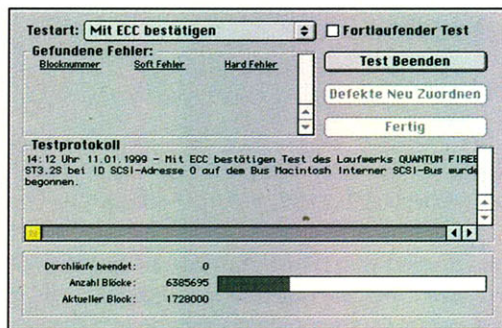 Testart: Mit ECC bestätigen
Fortlaufender Test
Gefundene Fehler:
Blocknummer Soft Fehler Hard Fehler
Test Beenden
Defekte Neu Zuordnen
Fertig
Testprotokoll
14:12 Uhr 11.01.1999 - Mit ECC bestätigen Test des Laufwerks QUANTUM FIREB
ST3.2S bei ID SCSI-Adresse 0 auf dem Bus Macintosh Interner SCSI-Bus wurde
begonnen.
Durchläufe beendet: 0
Anzahl Blöcke: 6385695
Aktueller Block: 1728000